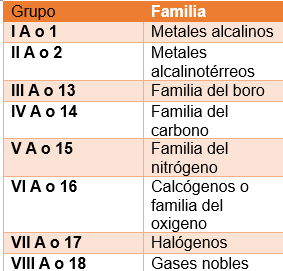 Grupo Familia
I A o 1 Metales alcalinos
II A o 2 Metales
alcalinotérreos
III A o 13 Familia del boro
IV A o 14 Familia del
carbono
V A o 15 Familia del
nitrógeno
VI A o 16 Calcógenos o
familia del
oxigeno
VII A o 17 Halógenos
VIII A o 18 Gases nobles